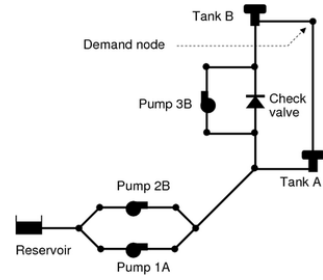 Tank B
Demand node
Pump 3B
Check
valve
Tank A
Pump 2B
Reservoir
Pump 1A